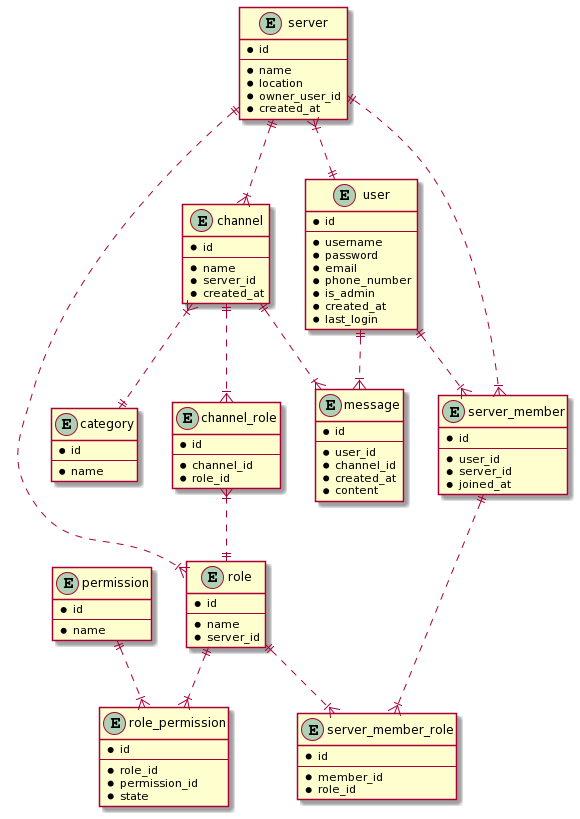 E server
id
name
location
owner_user_id
created_at
E channel
id
name
server_id
created_at
E user
id
username
password
email
phone_number
is_admin
created_at
last_login
E category
id
name
E channel_role
id
channel_id
role_id
E message
id
user_id
channel_id
created_at
content
E server_member
id
user_id
server_id
joined_at
E permission
id
name
E role
id
name
server_id
E role_permission
id
role_id
permission_id
state
E server_member_role
id
member_id
role_id